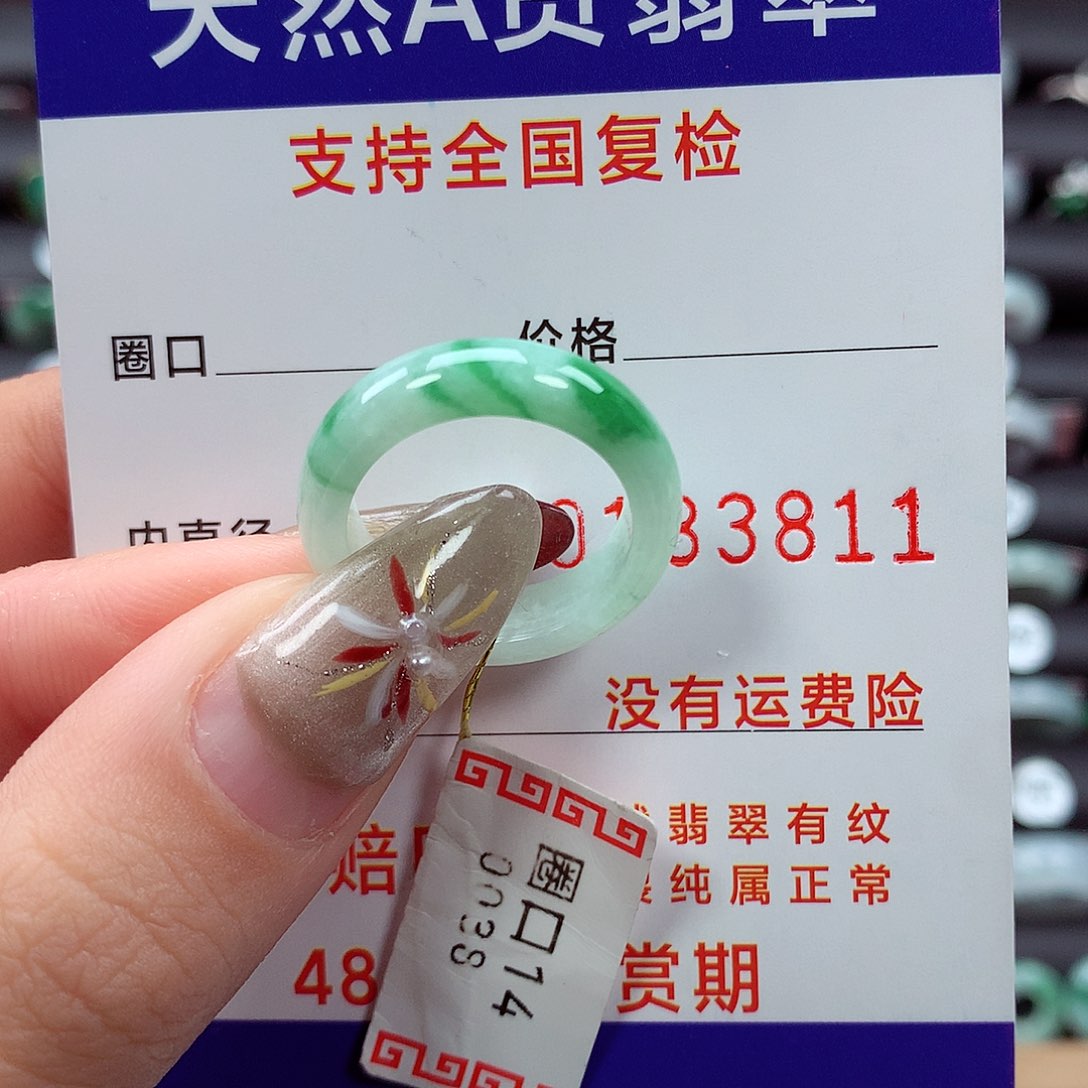 天然A货翡翠
支持全国复检
圈口 价格
内直径 0133811
没有运费险
翡翠有纹
赔
纯属正常
48 赏期
圈口14
0038